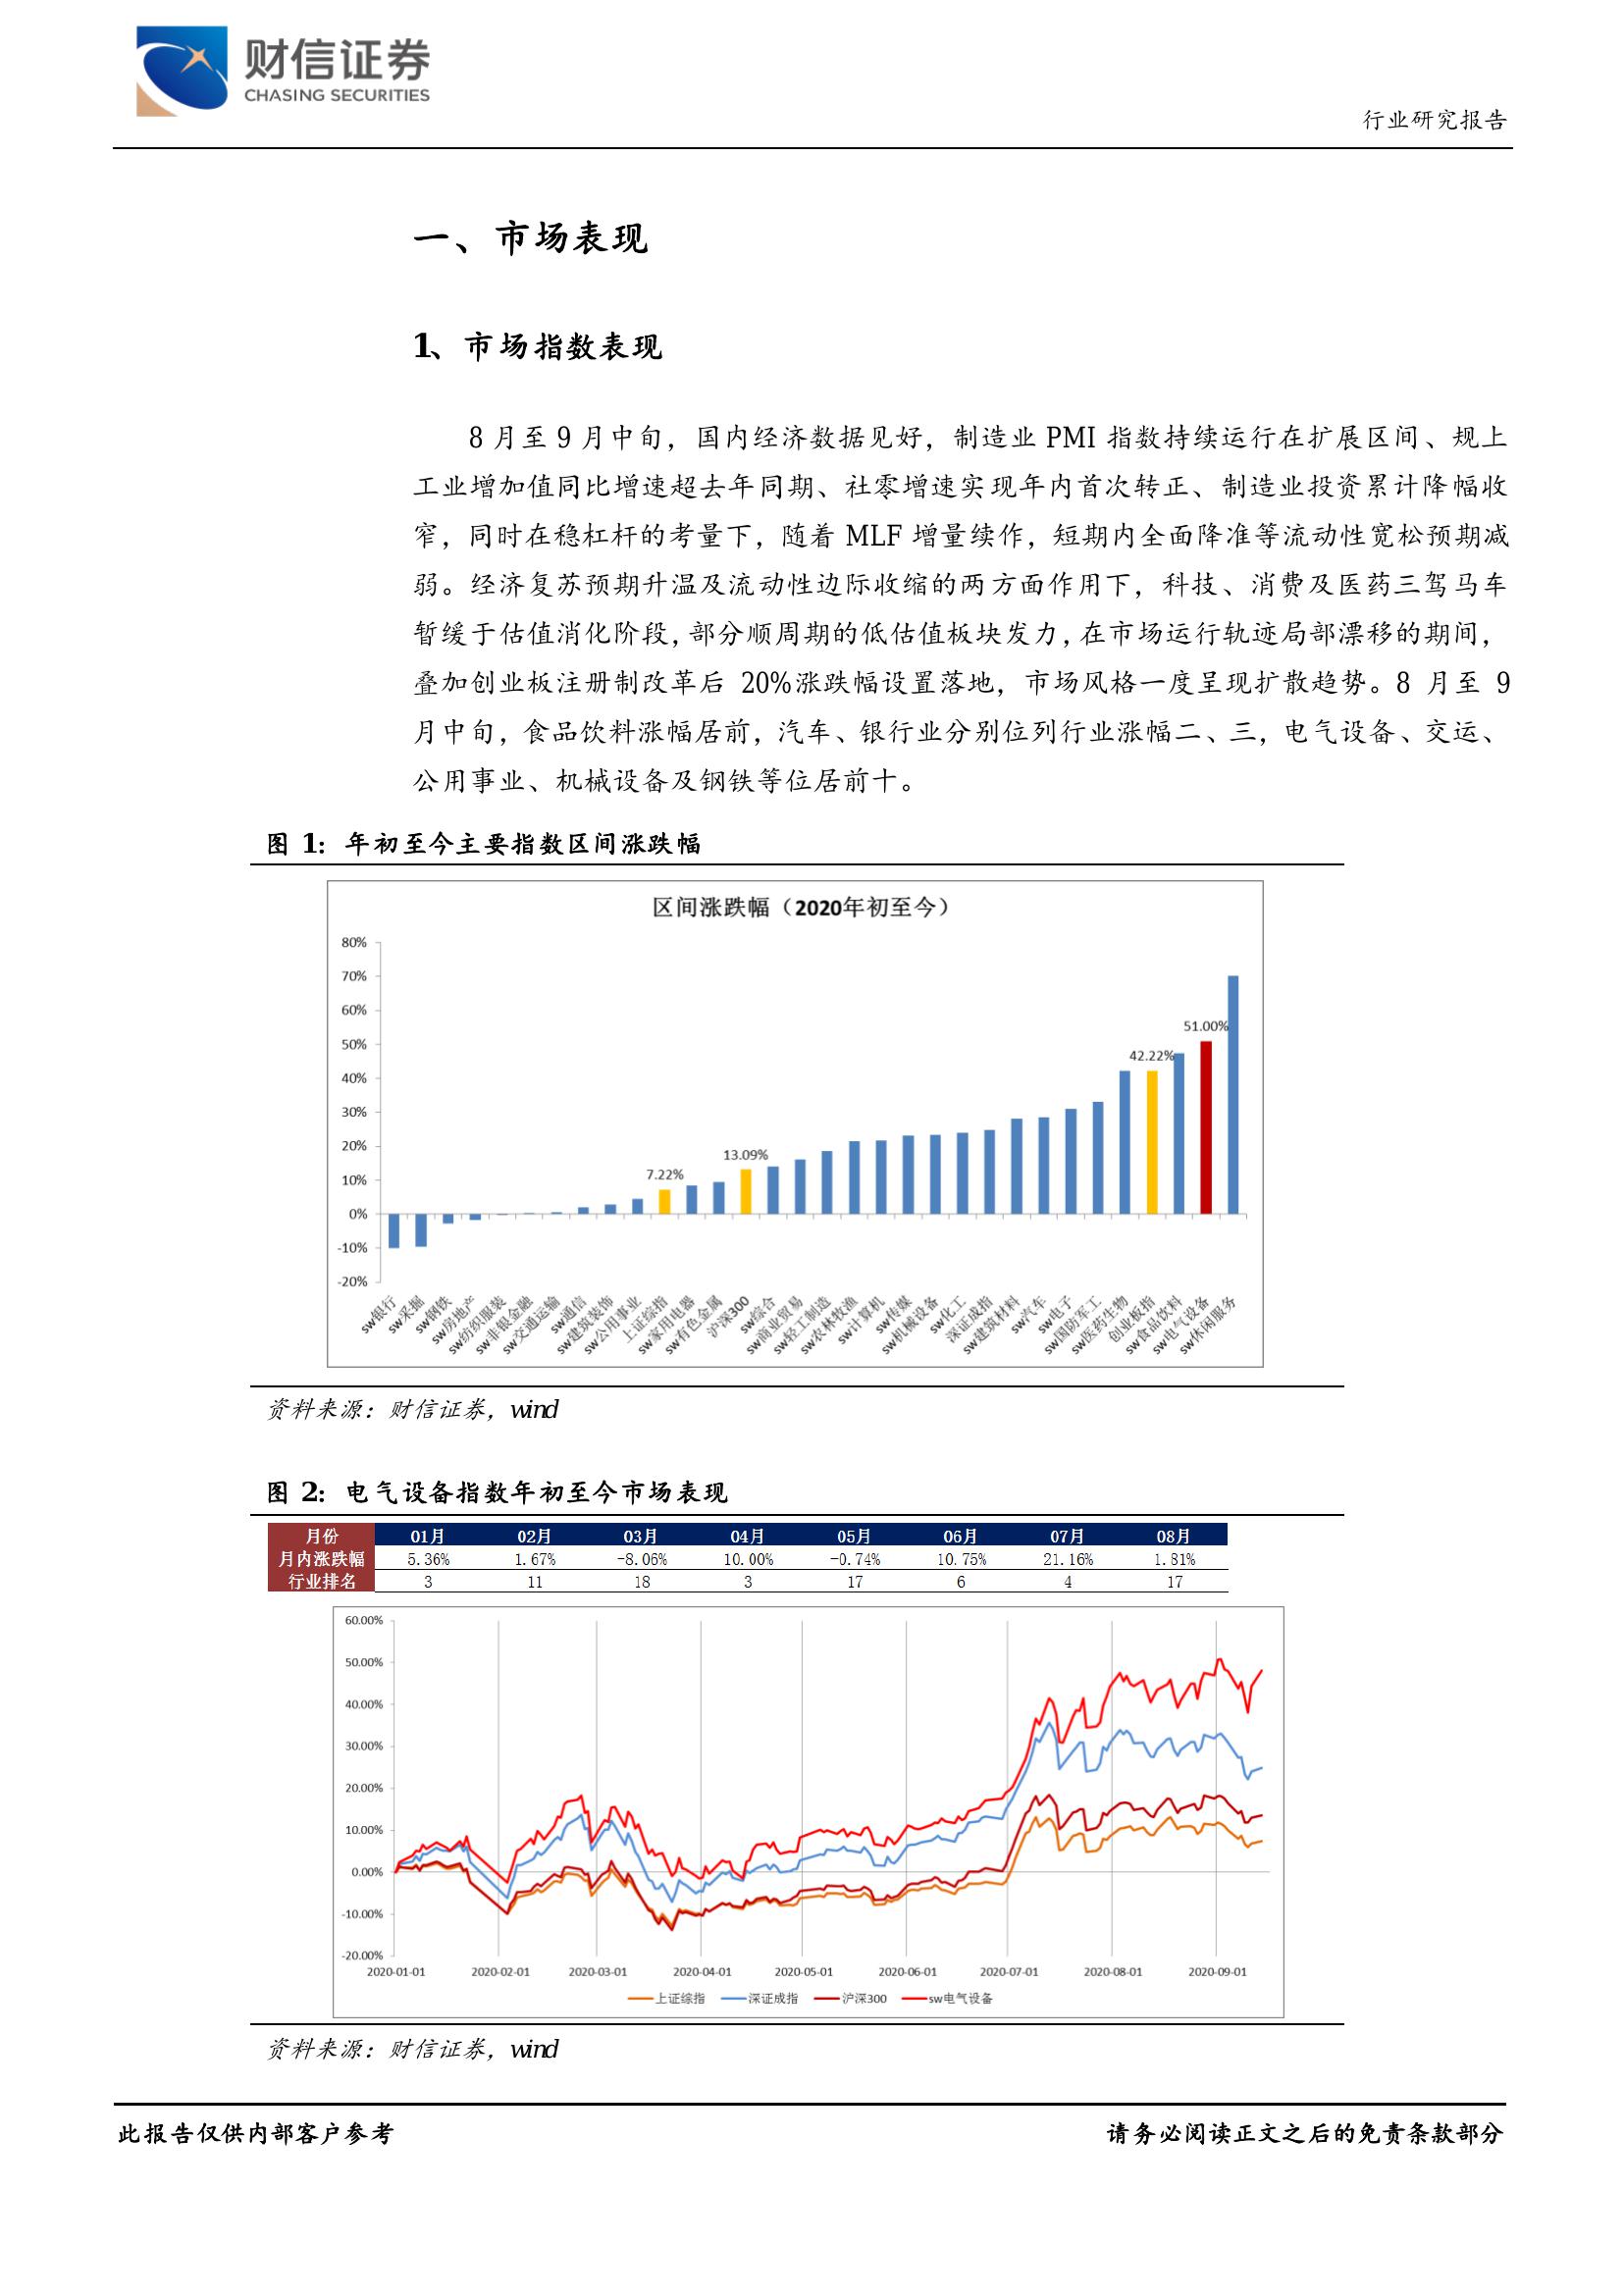 财信证券
CHASING SECURITIES
行业研究报告
一、市场表现
1、市场指数表现
8 月至 9 月中旬，国内经济数据见好，制造业 PMI 指数持续运行在扩展区间、规上
工业增加值同比增速超去年同期、社零增速实现年内首次转正、制造业投资累计降幅收
窄，同时在稳杠杆的考量下，随着 MLF 增量续作，短期内全面降准等流动性宽松预期减
弱。经济复苏预期升温及流动性边际收缩的两方面作用下，科技、消费及医药三驾马车
暂缓于估值消化阶段，部分顺周期的低估值板块发力，在市场运行轨迹局部漂移的期间，
叠加创业板注册制改革后 20%涨跌幅设置落地，市场风格一度呈现扩散趋势。8 月至 9
月中旬，食品饮料涨幅居前，汽车、银行业分别位列行业涨幅二、三，电气设备、交运、
公用事业、机械设备及钢铁等位居前十。
图 1：年初至今主要指数区间涨跌幅
区间涨跌幅（2020年初至今）
80%
70%
60%
50%
40%
30%
20%
10%
0%
-10%
-20%
7.22%
13.09%
42.22%
51.00%
sw银行
sw采掘
sw钢铁
sw房地产
sw纺织服装
sw非银金融
sw交通运输
sw通信
sw建筑装饰
sw公用事业
上证综指
sw家用电器
sw有色金属
沪深300
sw综合
sw商业贸易
sw轻工制造
sw农林牧渔
sw计算机
sw传媒
sw机械设备
sw化工
深证成指
sw建筑材料
sw汽车
sw电子
sw国防军工
sw医药生物
创业板指
sw食品饮料
sw电气设备
sw休闲服务
资料来源：财信证券，wind
图 2：电气设备指数年初至今市场表现
月份 01月 02月 03月 04月 05月 06月 07月 08月
月内涨跌幅 5.36% 1.67% -8.06% 10.00% -0.74% 10.75% 21.16% 1.81%
行业排名 3 11 18 3 17 6 4 17
60.00%
50.00%
40.00%
30.00%
20.00%
10.00%
0.00%
-10.00%
-20.00%
2020-01-01 2020-02-01 2020-03-01 2020-04-01 2020-05-01 2020-06-01 2020-07-01 2020-08-01 2020-09-01
上证综指 深证成指 沪深300 sw电气设备
资料来源：财信证券，wind
此报告仅供内部客户参考
请务必阅读正文之后的免责条款部分